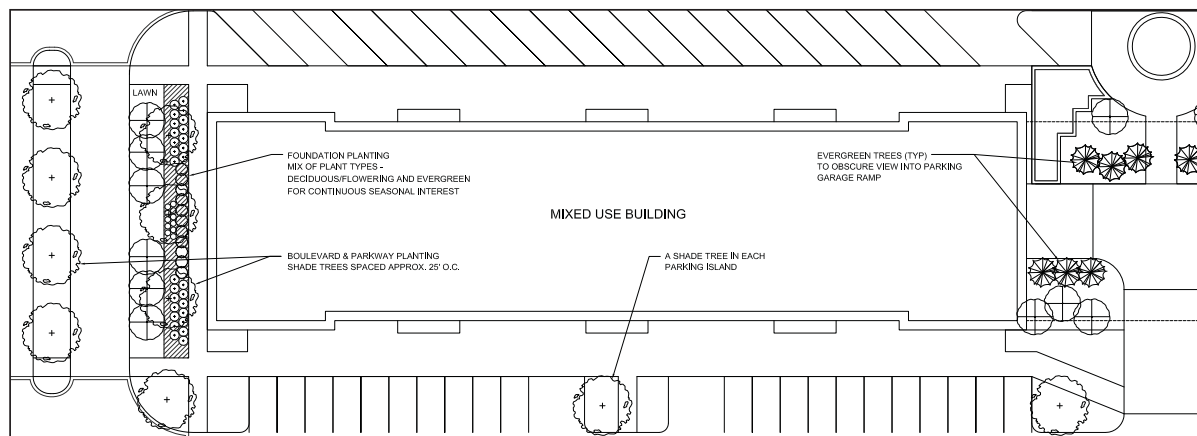 LAWN
FOUNDATION PLANTING
MIX OF PLANT TYPES -
DECIDUOUS/FLOWERING AND EVERGREEN
FOR CONTINUOUS SEASONAL INTEREST
EVERGREEN TREES (TYP)
TO OBSCURE VIEW INTO PARKING
GARAGE RAMP
MIXED USE BUILDING
BOULEVARD & PARKWAY PLANTING
SHADE TREES SPACED APPROX. 25' O.C.
A SHADE TREE IN EACH
PARKING ISLAND